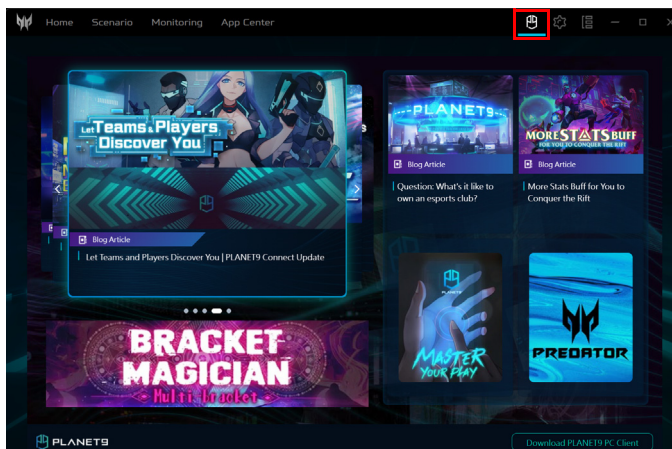 Home Scenario Monitoring App Center
Let Teams & Players
Discover You
Blog Article
Let Teams and Players Discover You | PLANET9 Connect Update
PLANET9
Blog Article
Question: What's it like to
own an esports club?
MORE STATS BUFF
FOR YOU TO CONQUER THE RIFT
Blog Article
More Stats Buff for You to
Conquer the Rift
BRACKET
MAGICIAN
Multi bracket
PLANET9
MASTER
YOUR PLAY
PREDATOR
PLANET9
Download PLANET9 PC Client